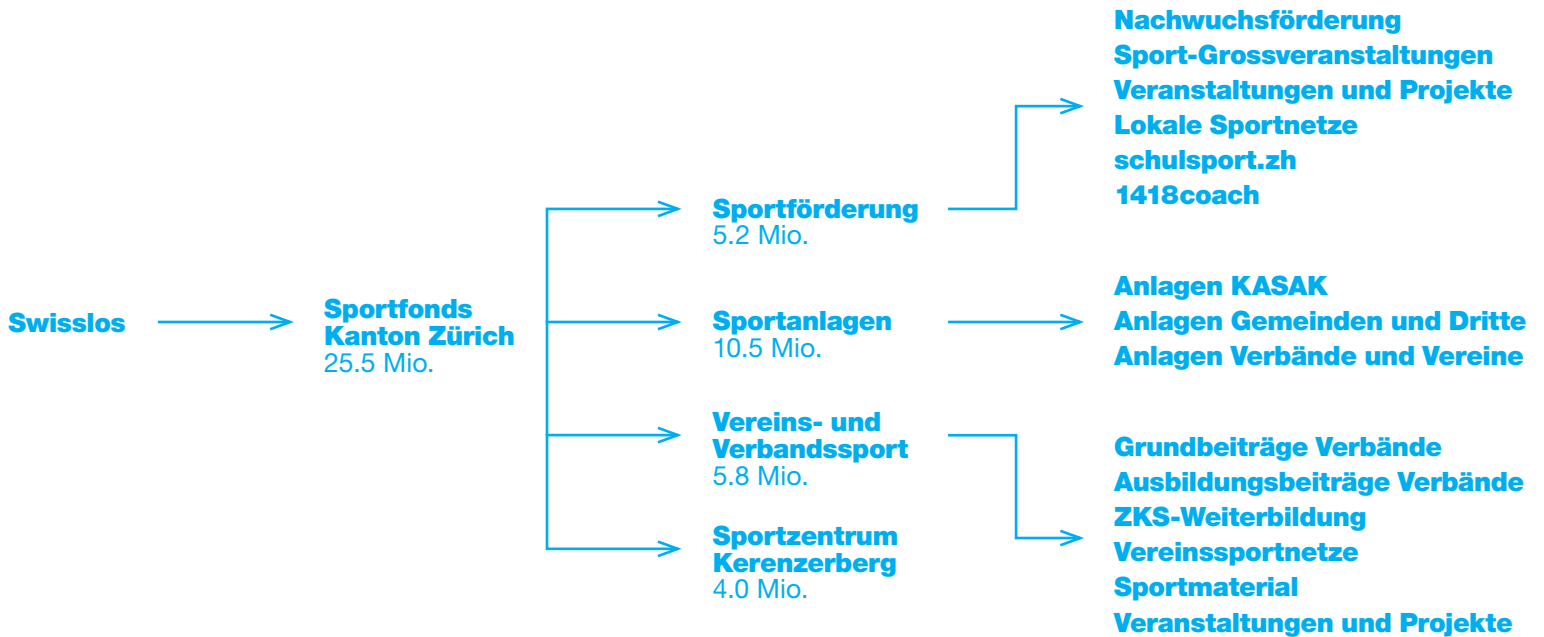 Swisslos
Sportfonds
Kanton Zürich
25.5 Mio.
Sportförderung
5.2 Mio.
Sportanlagen
10.5 Mio.
Vereins- und
Verbandssport
5.8 Mio.
Sportzentrum
Kerenzerberg
4.0 Mio.
Nachwuchsförderung
Sport-Grossveranstaltungen
Veranstaltungen und Projekte
Lokale Sportnetze
schulsport.zh
1418coach
Anlagen KASAK
Anlagen Gemeinden und Dritte
Anlagen Verbände und Vereine
Grundbeiträge Verbände
Ausbildungsbeiträge Verbände
ZKS-Weiterbildung
Vereinssportnetze
Sportmaterial
Veranstaltungen und Projekte